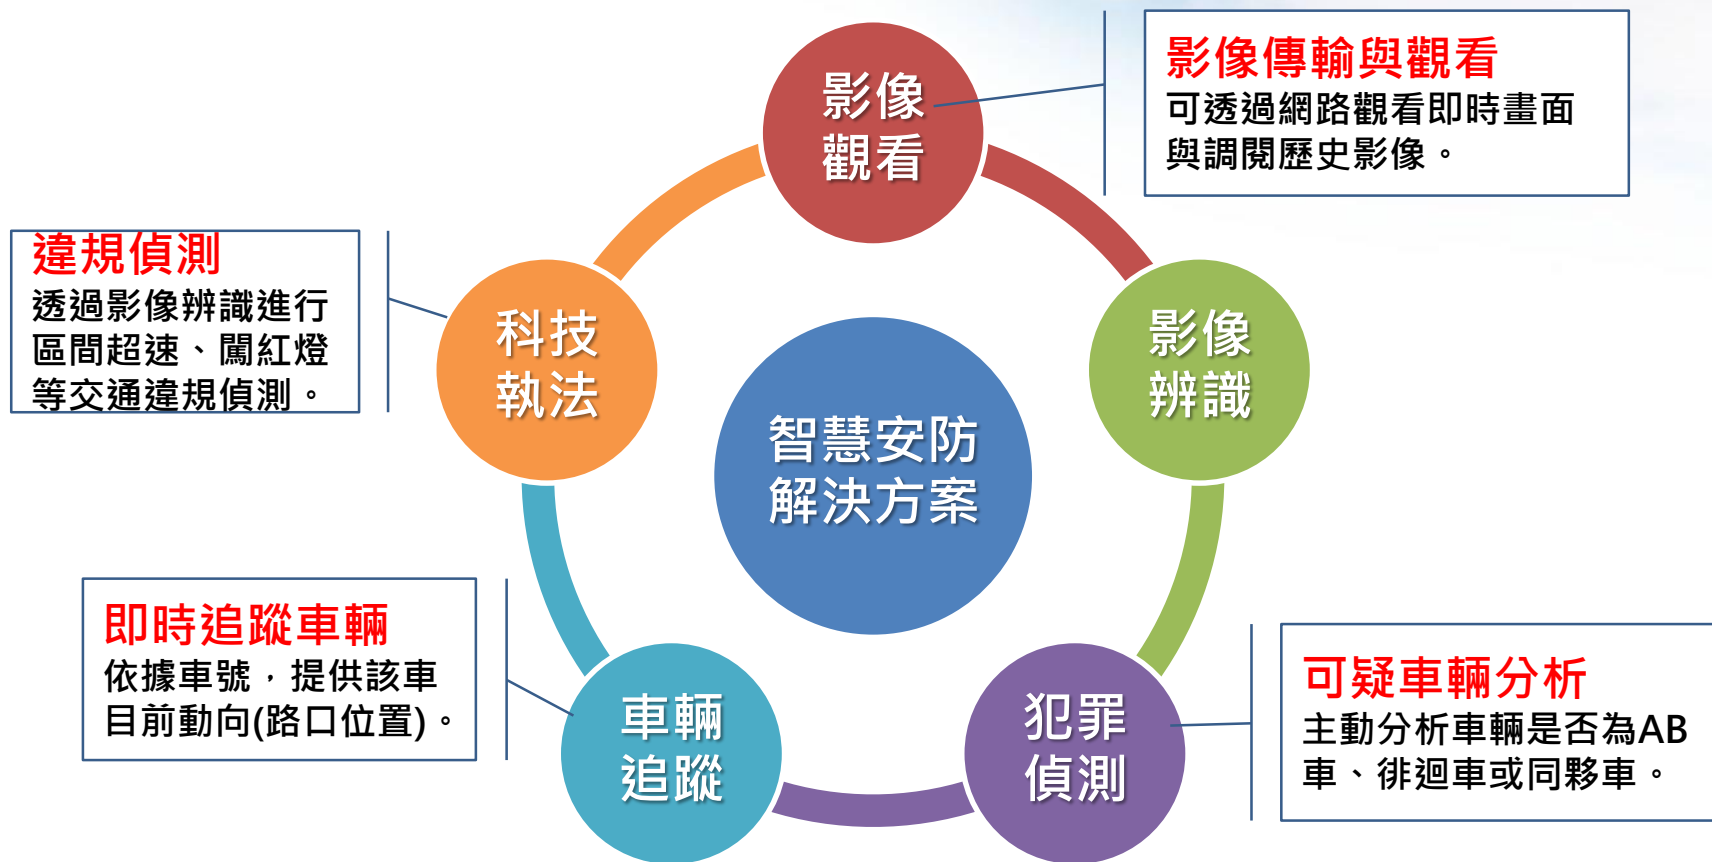 影像
觀看
影像傳輸與觀看
可透過網路觀看即時畫面
與調閱歷史影像。
違規偵測
透過影像辨識進行
區間超速、闖紅燈
等交通違規偵測。
科技
執法
影像
辨識
智慧安防
解決方案
即時追蹤車輛
依據車號，提供該車
目前動向(路口位置)。
車輛
追蹤
犯罪
偵測
可疑車輛分析
主動分析車輛是否為AB
車、徘迴車或同夥車。